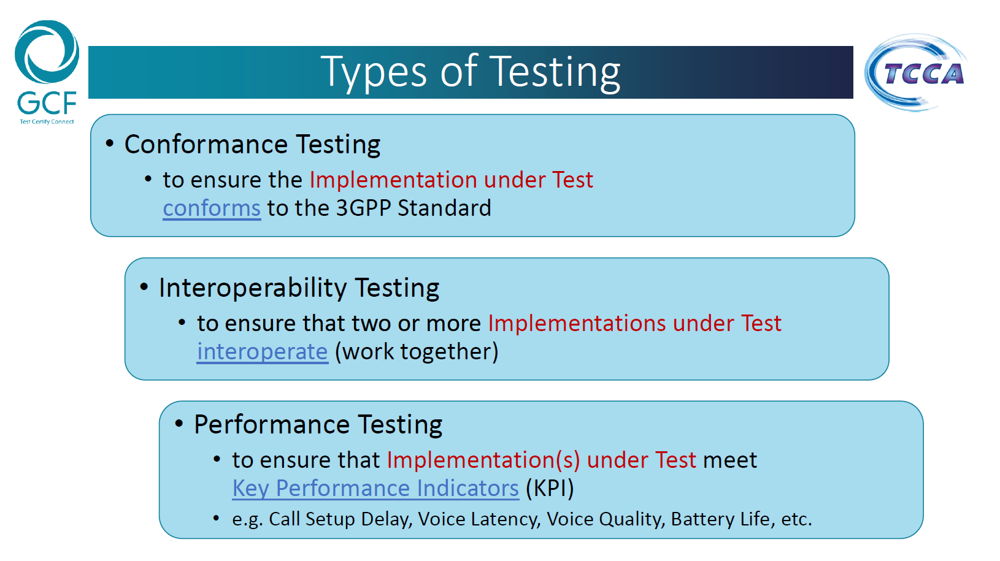 GCF
Test Certify Connect
Types of Testing
TCCA
• Conformance Testing
• to ensure the Implementation under Test
conforms to the 3GPP Standard
• Interoperability Testing
• to ensure that two or more Implementations under Test
interoperate (work together)
• Performance Testing
• to ensure that Implementation(s) under Test meet
Key Performance Indicators (KPI)
• e.g. Call Setup Delay, Voice Latency, Voice Quality, Battery Life, etc.